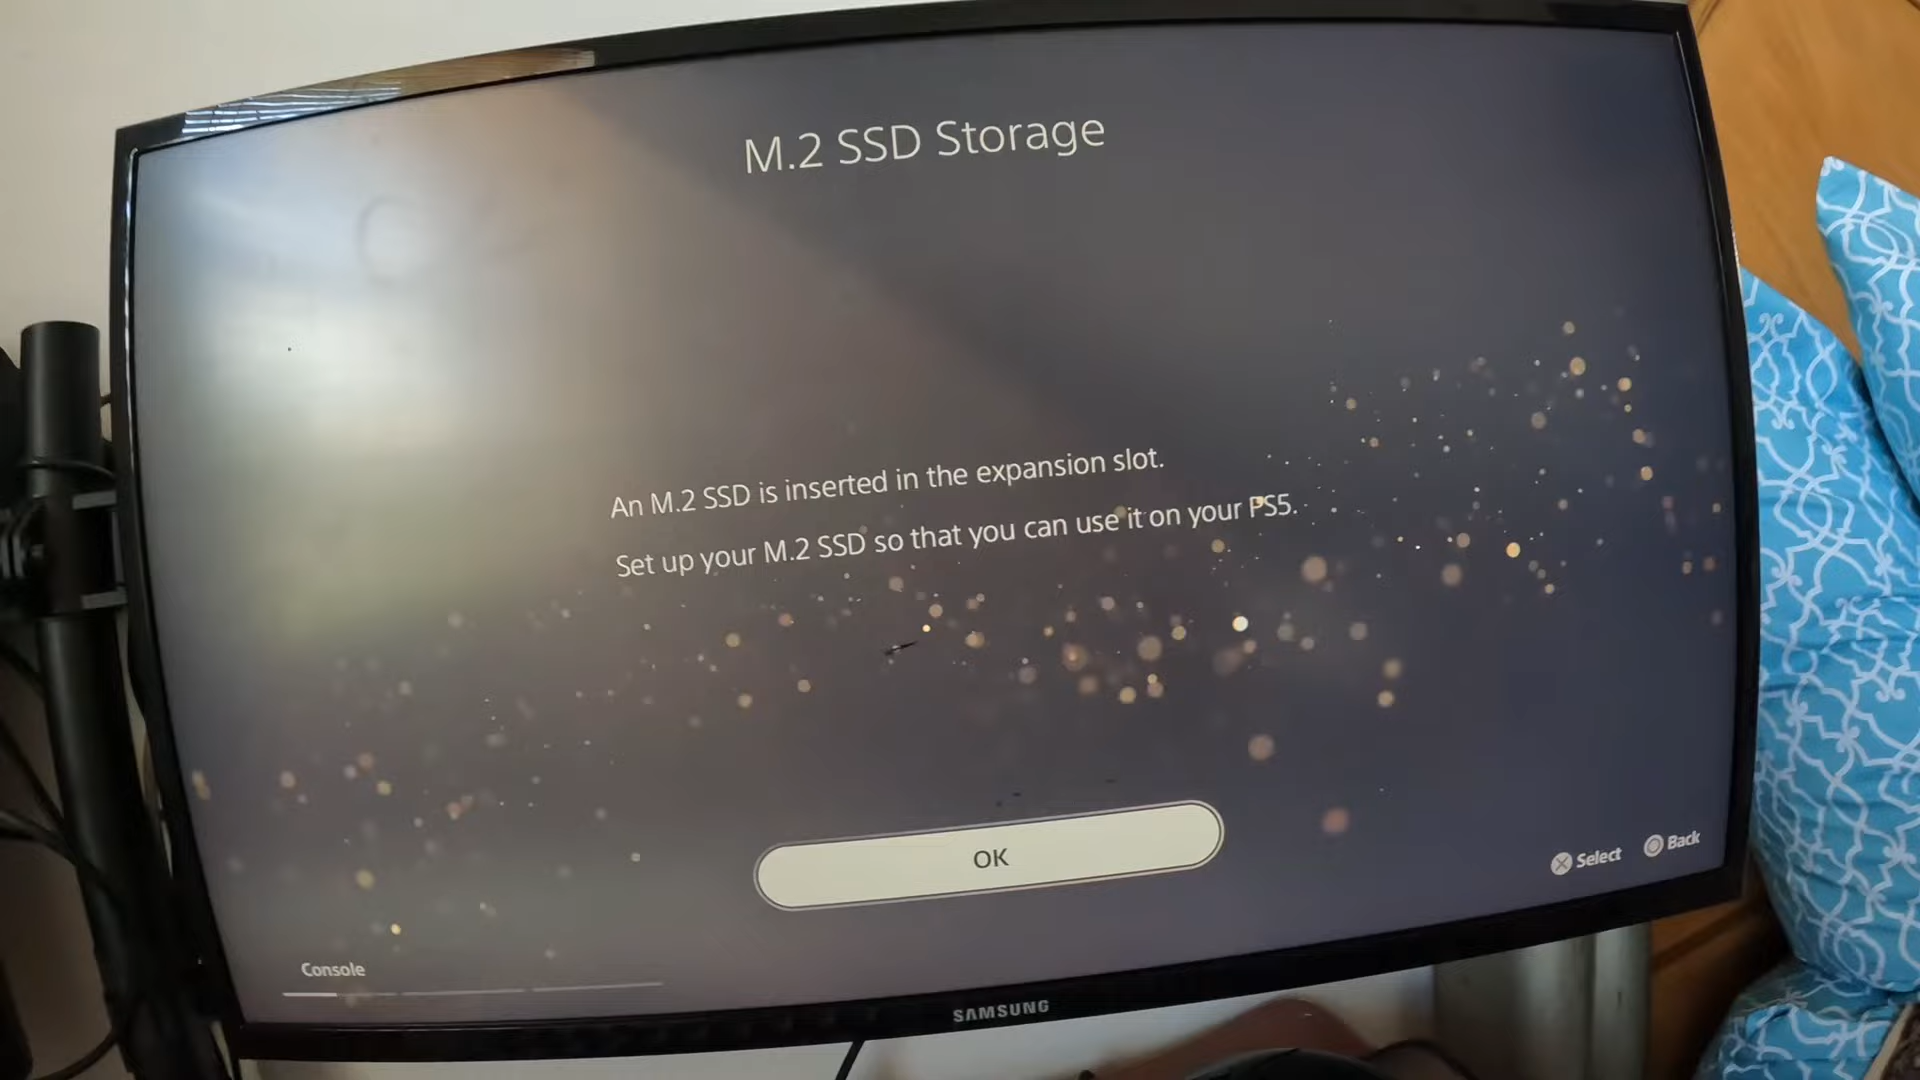 M.2 SSD Storage
An M.2 SSD is inserted in the expansion slot.
Set up your M.2 SSD so that you can use it on your PS5.
OK
Select
Back
Console
SAMSUNG